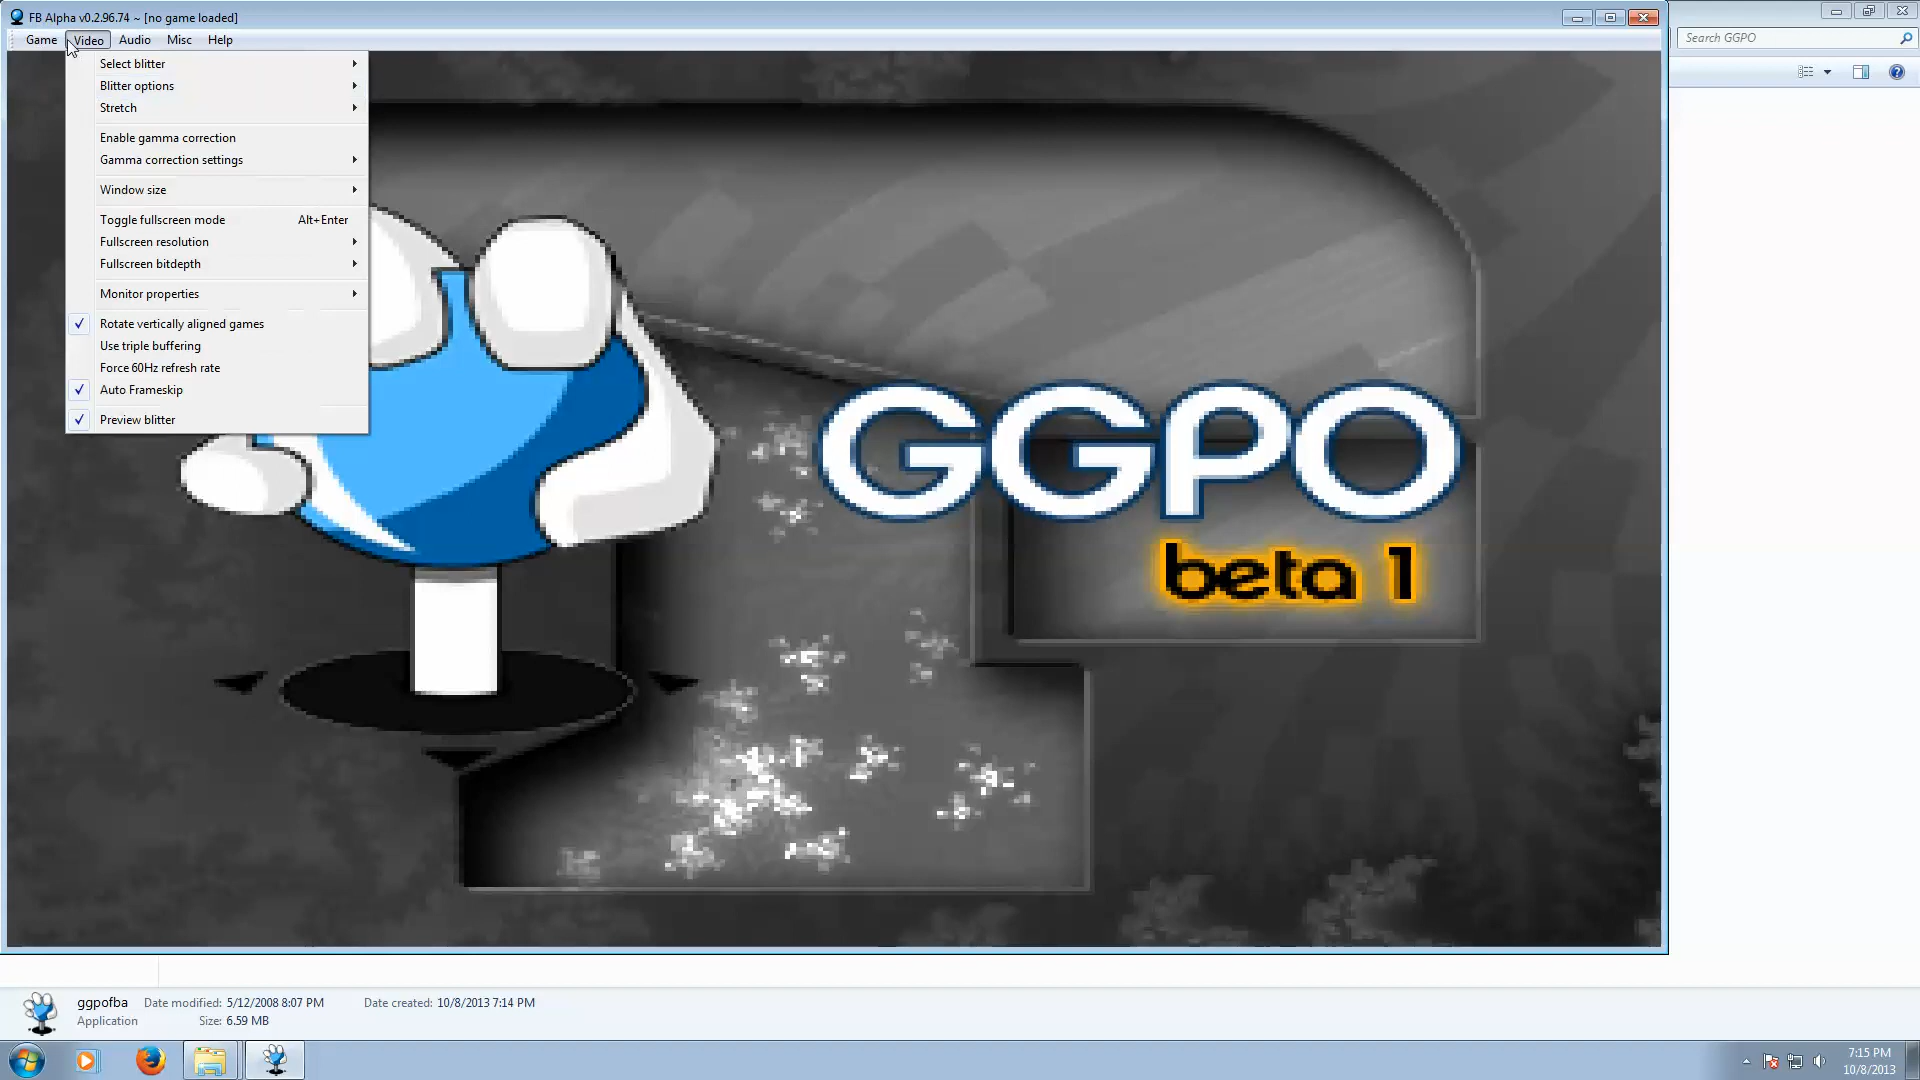 FB Alpha v0.2.96.74 ~ [no game loaded]
Search GGPO
Game Video Audio Misc Help
Select blitter
Blitter options
Stretch
Enable gamma correction
Gamma correction settings
Window size
Toggle fullscreen mode Alt+Enter
Fullscreen resolution
Fullscreen bitdepth
Monitor properties
Rotate vertically aligned games
Use triple buffering
Force 60Hz refresh rate
Auto Frameskip
Preview blitter
GGPO
beta 1
ggpofba Date modified: 5/12/2008 8:07 PM Date created: 10/8/2013 7:14 PM
Application Size: 6.59 MB
7:15 PM
10/8/2013